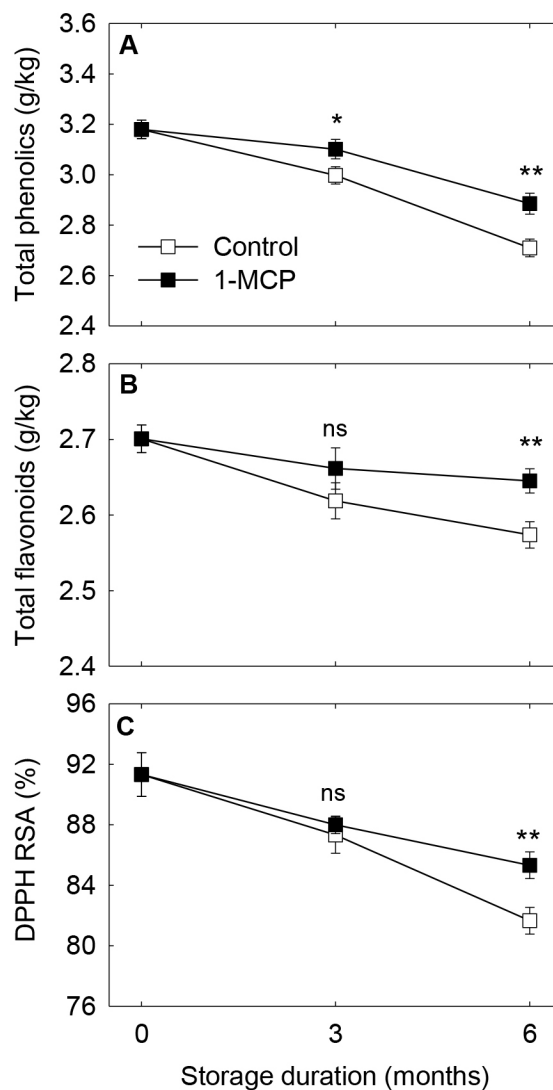 A
Total phenolics (g/kg)
3.6
3.4
3.2
3.0
2.8
2.6
2.4
*
**
Control
1-MCP
B
Total flavonoids (g/kg)
2.8
2.7
2.6
2.5
2.4
ns
**
C
DPPH RSA (%)
96
92
88
84
80
76
ns
**
0 3 6
Storage duration (months)